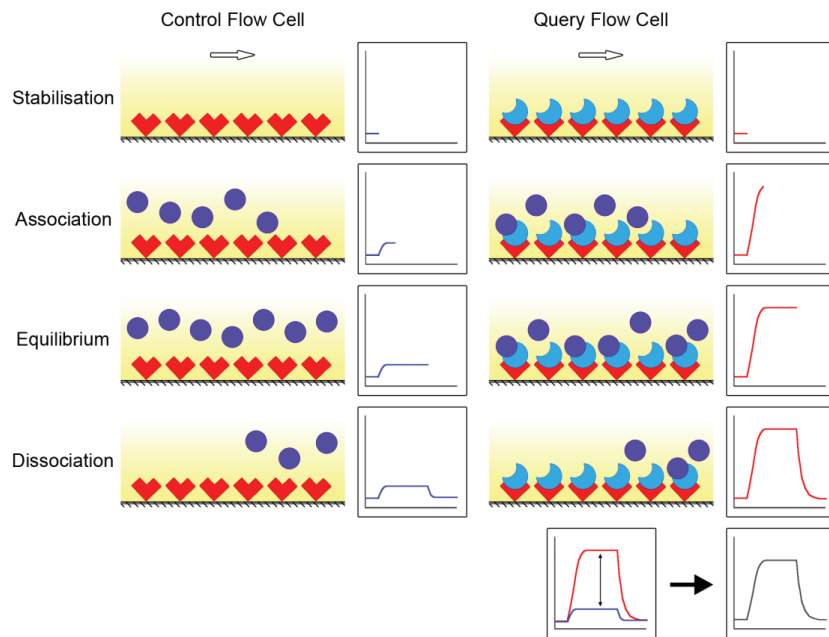 Control Flow Cell
Query Flow Cell
Stabilisation
Association
Equilibrium
Dissociation